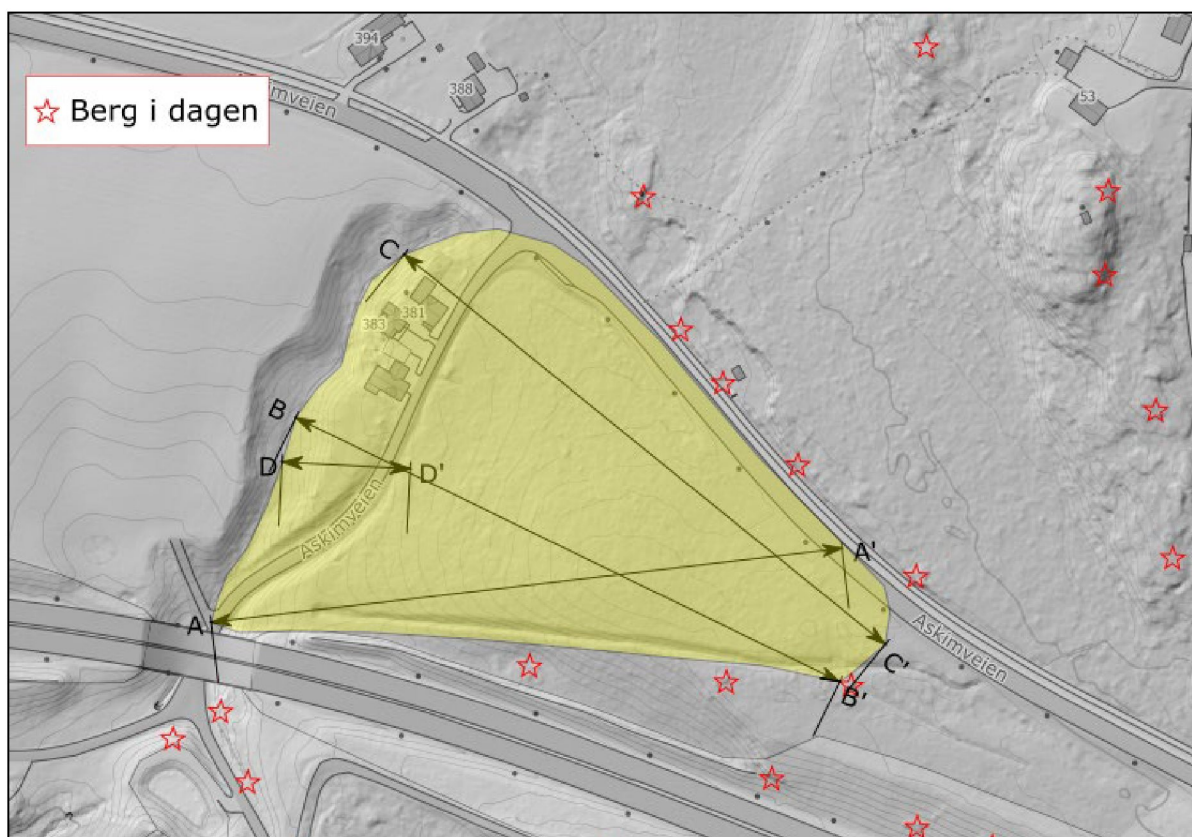 394
Askimveien
388
53
Berg i dagen
C
381
383
B
D
D'
Askimveien
A'
A
C'
B'
Askimveien